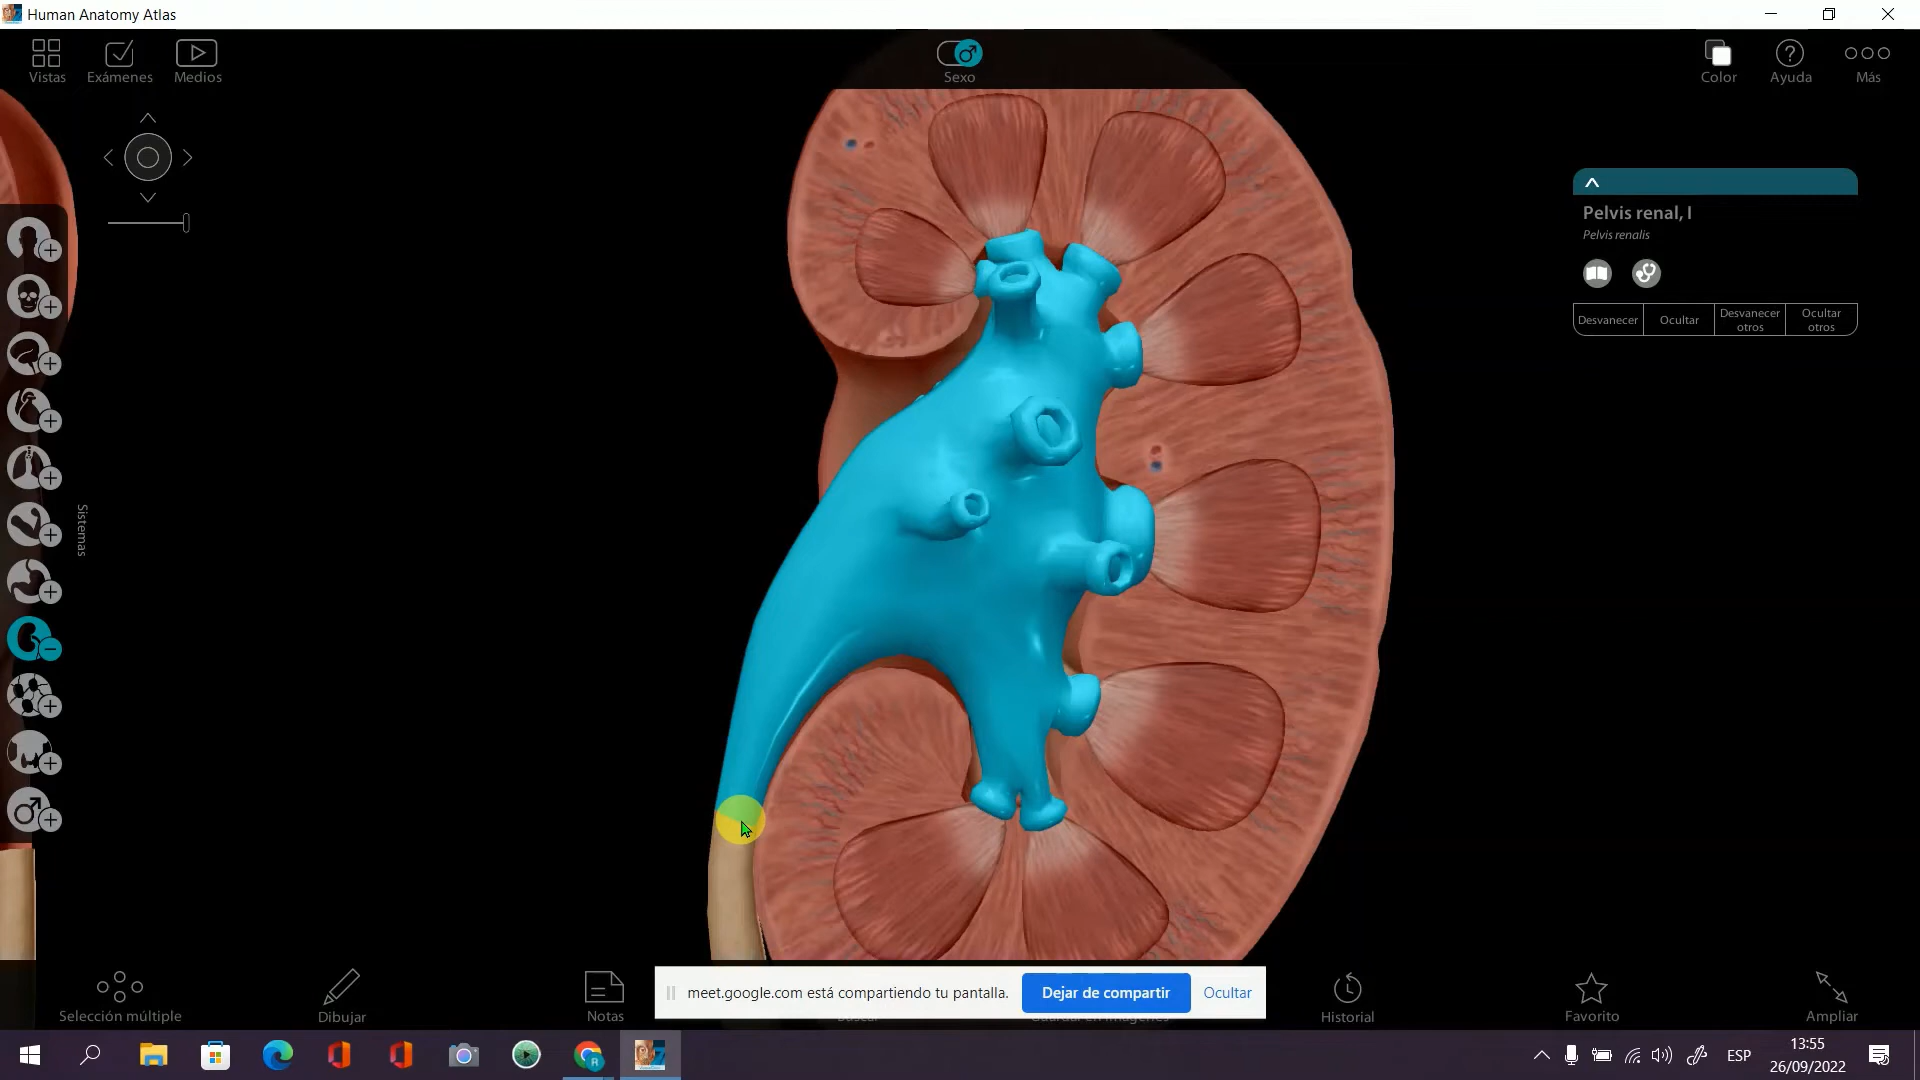 Human Anatomy Atlas
Vistas
Exámenes
Medios
Sexo
Color
Ayuda
Más
Pelvis renal, I
Pelvis renalis
Desvanecer
Ocultar
Desvanecer
otros
Ocultar
otros
Sistemas
Selección múltiple
Dibujar
Notas
meet.google.com está compartiendo tu pantalla.
Dejar de compartir
Ocultar
Historial
Favorito
Ampliar
ESP
13:55
26/09/2022